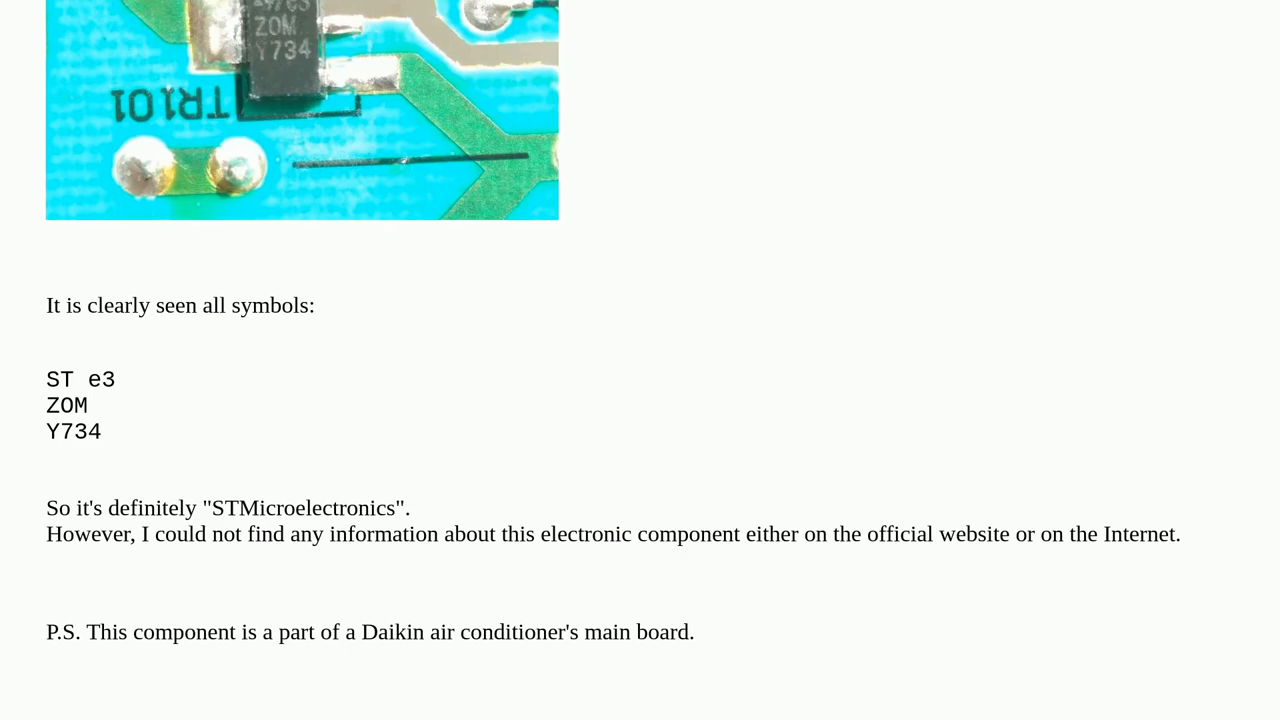 ZOM
Y734
TR101
It is clearly seen all symbols:
ST e3
ZOM
Y734
So it's definitely "STMicroelectronics".
However, I could not find any information about this electronic component either on the official website or on the Internet.
P.S. This component is a part of a Daikin air conditioner's main board.